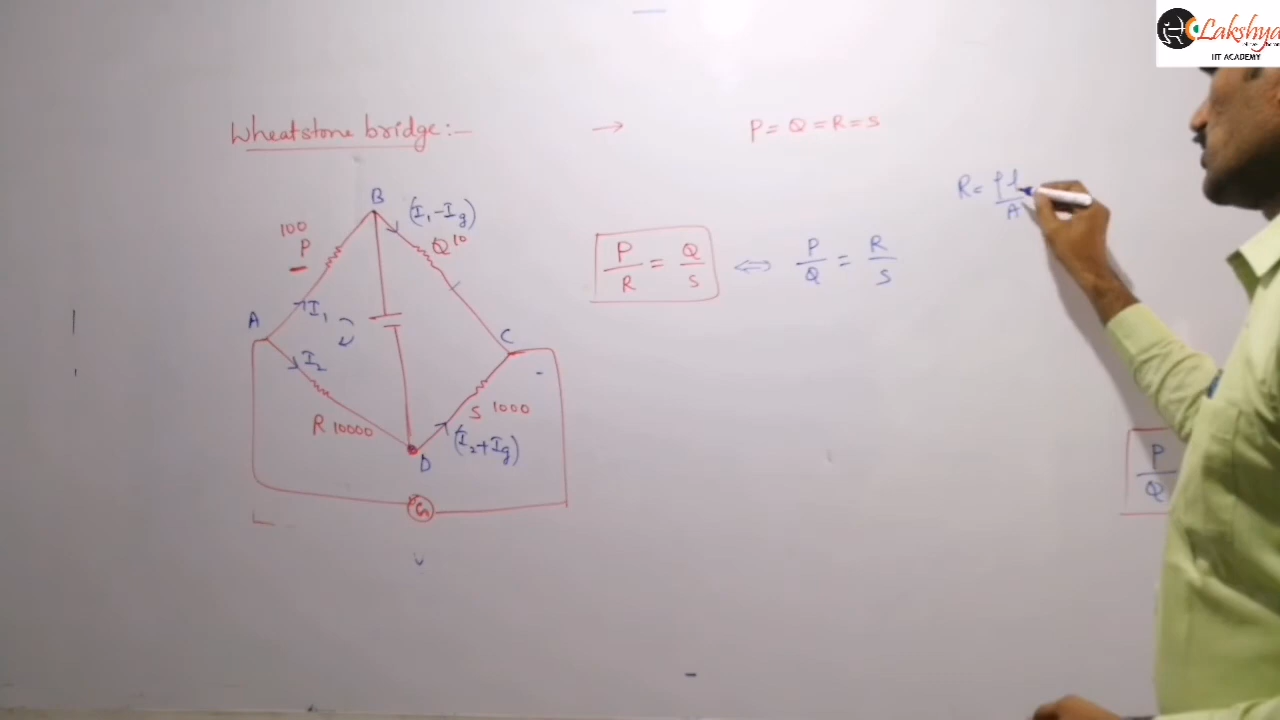 Lakshya
IIT ACADEMY
Wheatstone bridge:- → P = Q = R = S
R = ρl/A
B
(I₁-Ig)
100
P
Q 10
P/R = Q/S ⇔ P/Q = R/S
A
I₁
I₂
C
S 1000
R 10000
(I₂+Ig)
D
P/Q
G